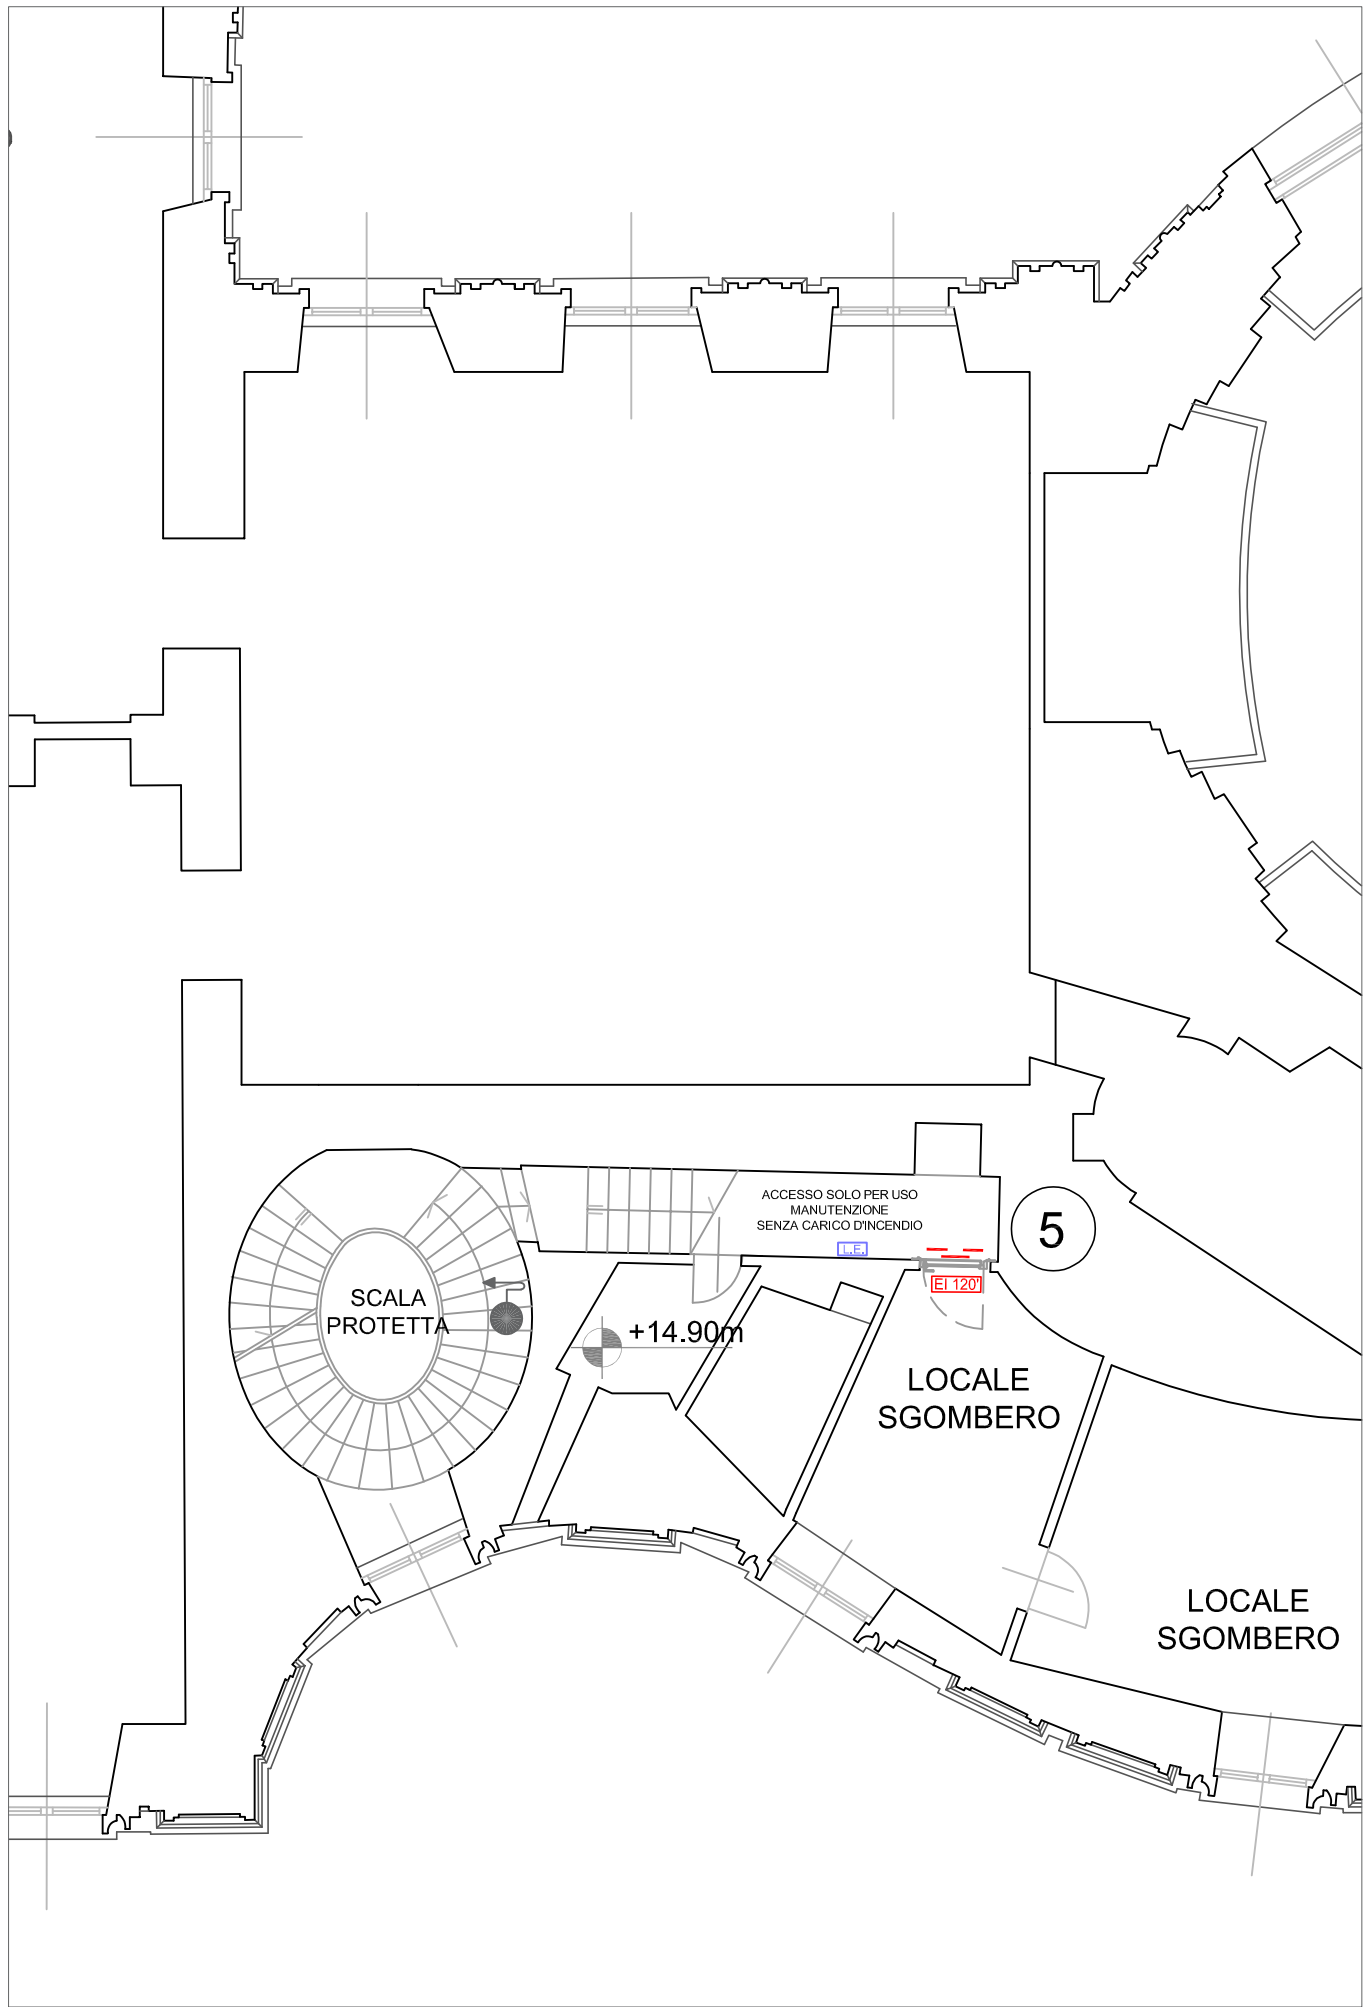 ACCESSO SOLO PER USO
MANUTENZIONE
SENZA CARICO D'INCENDIO
5
L.E.
EI 120'
SCALA
PROTETTA
+14.90m
LOCALE
SGOMBERO
LOCALE
SGOMBERO